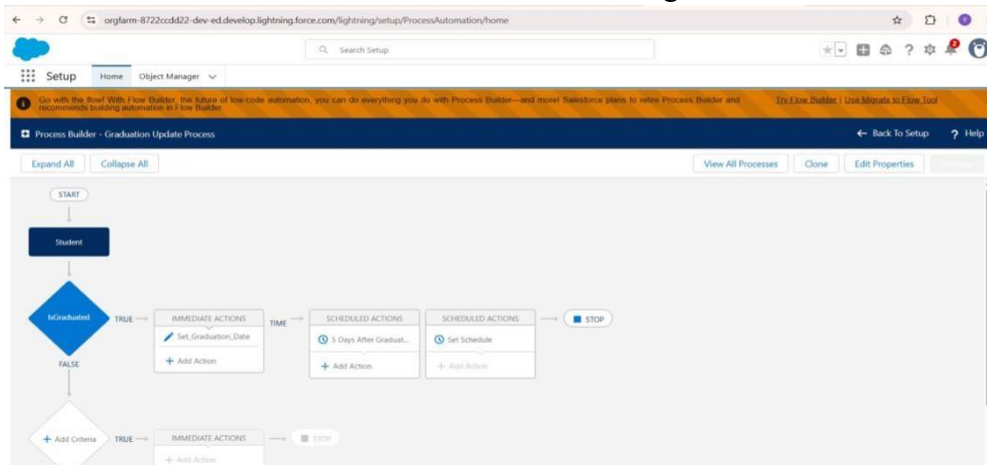 orgfarm-8722ccdd22-dev-ed.develop.lightning.force.com/lightning/setup/ProcessAutomation/home
Search Setup
2
Setup Home Object Manager
Go with the flow! With Flow Builder, the future of low-code automation, you can do everything you do with Process Builder—and more! Salesforce plans to retire Process Builder and Try Flow Builder | Use Migrate to Flow Tool
recommends building automation in Flow Builder
Process Builder - Graduation Update Process Back To Setup ? Help
Expand All Collapse All View All Processes Clone Edit Properties
START
Student
IsGraduated TRUE IMMEDIATE ACTIONS TIME SCHEDULED ACTIONS SCHEDULED ACTIONS STOP
Set_Graduation_Date 5 Days After Graduat... Set Schedule
+ Add Action + Add Action + Add Action
FALSE
+ Add Criteria TRUE IMMEDIATE ACTIONS STOP
+ Add Action